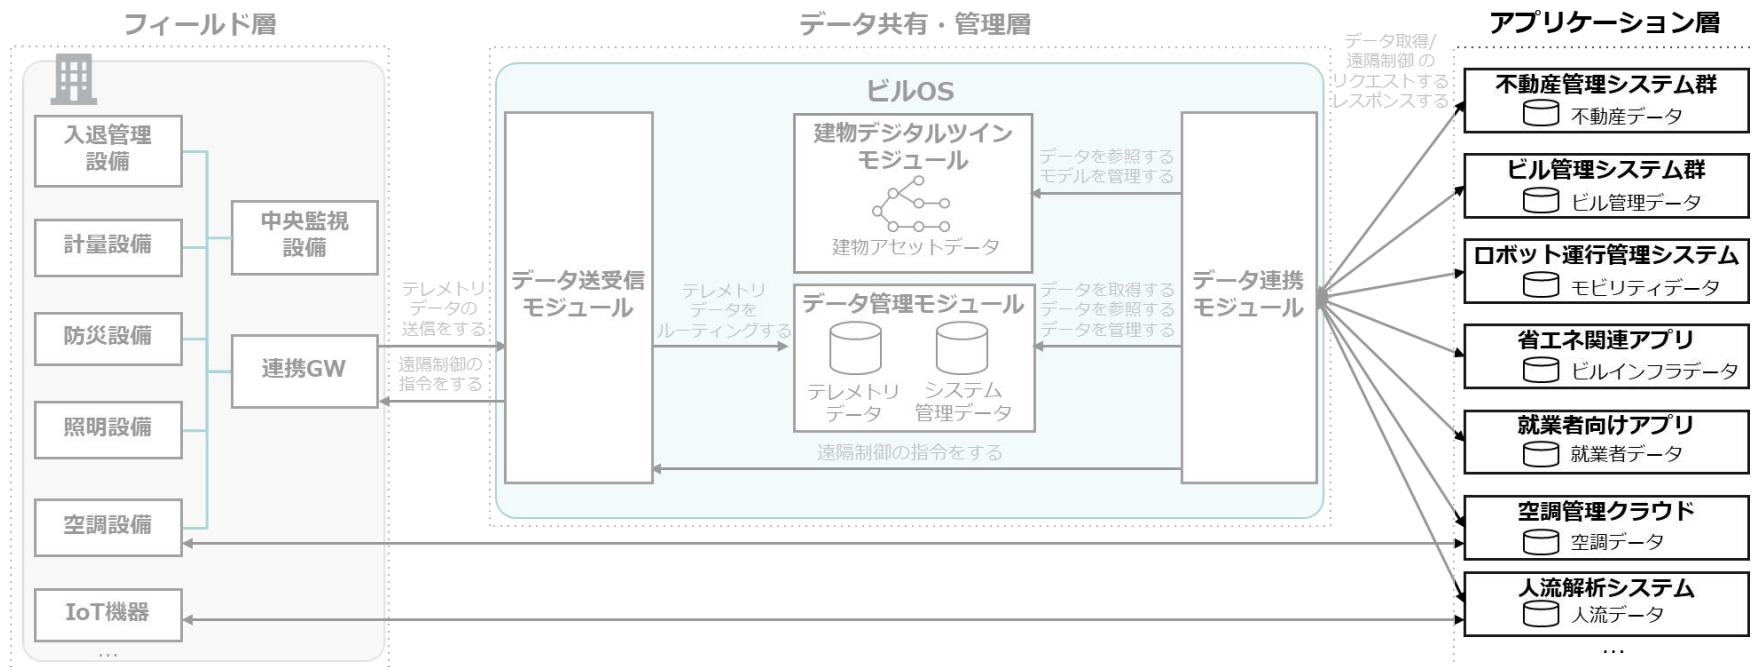 フィールド層
データ共有・管理層
アプリケーション層
入退管理
設備
計量設備
防災設備
照明設備
空調設備
IoT機器
…
中央監視
設備
連携GW
テレメトリ
データの
送信をする
遠隔制御の
指令をする
ビルOS
データ送受信
モジュール
テレメトリ
データを
ルーティングする
建物デジタルツイン
モジュール
建物アセットデータ
データ管理モジュール
テレメトリ
データ
システム
管理データ
データを参照する
モデルを管理する
データを取得する
データを参照する
データを管理する
遠隔制御の指令をする
データ連携
モジュール
データ取得/
遠隔制御 の
リクエストする
レスポンスする
不動産管理システム群
不動産データ
ビル管理システム群
ビル管理データ
ロボット運行管理システム
モビリティデータ
省エネ関連アプリ
ビルインフラデータ
就業者向けアプリ
就業者データ
空調管理クラウド
空調データ
人流解析システム
人流データ
…